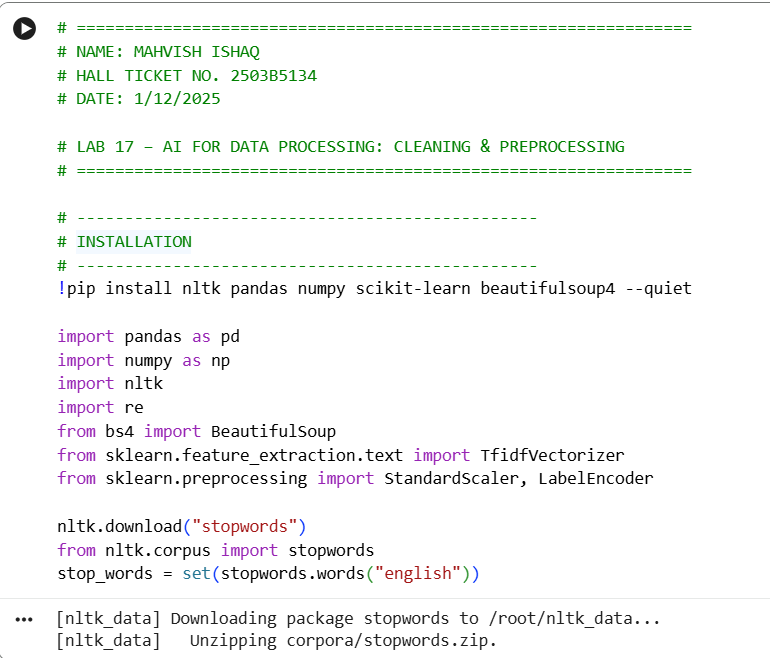 # ================================================================
# NAME: MAHVISH ISHAQ
# HALL TICKET NO. 2503B5134
# DATE: 1/12/2025
# LAB 17 – AI FOR DATA PROCESSING: CLEANING & PREPROCESSING
# ================================================================
# ------------------------------------------------
# INSTALLATION
# ------------------------------------------------
!pip install nltk pandas numpy scikit-learn beautifulsoup4 --quiet
import pandas as pd
import numpy as np
import nltk
import re
from bs4 import BeautifulSoup
from sklearn.feature_extraction.text import TfidfVectorizer
from sklearn.preprocessing import StandardScaler, LabelEncoder
nltk.download("stopwords")
from nltk.corpus import stopwords
stop_words = set(stopwords.words("english"))
[nltk_data] Downloading package stopwords to /root/nltk_data...
[nltk_data]   Unzipping corpora/stopwords.zip.